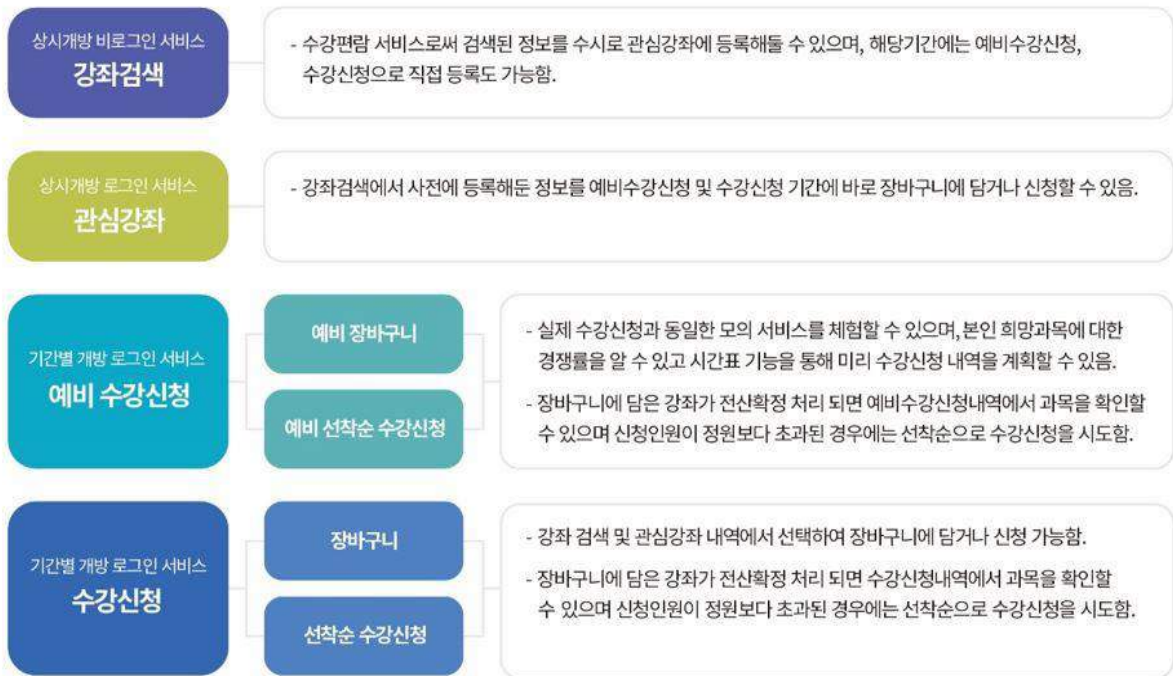 상시개방 비로그인 서비스
강좌검색
- 수강편람 서비스로써 검색된 정보를 수시로 관심강좌에 등록해둘 수 있으며, 해당기간에는 예비수강신청,
수강신청으로 직접 등록도 가능함.
상시개방 로그인 서비스
관심강좌
- 강좌검색에서 사전에 등록해둔 정보를 예비수강신청 및 수강신청 기간에 바로 장바구니에 담거나 신청할 수 있음.
기간별 개방 로그인 서비스
예비 수강신청
예비 장바구니
예비 선착순 수강신청
- 실제 수강신청과 동일한 모의 서비스를 체험할 수 있으며, 본인 희망과목에 대한
경쟁률을 알 수 있고 시간표 기능을 통해 미리 수강신청 내역을 계획할 수 있음.
- 장바구니에 담은 강좌가 전산확정 처리 되면 예비수강신청내역에서 과목을 확인할
수 있으며 신청인원이 정원보다 초과된 경우에는 선착순으로 수강신청을 시도함.
기간별 개방 로그인 서비스
수강신청
장바구니
선착순 수강신청
- 강좌 검색 및 관심강좌 내역에서 선택하여 장바구니에 담거나 신청 가능함.
- 장바구니에 담은 강좌가 전산확정 처리 되면 수강신청내역에서 과목을 확인할
수 있으며 신청인원이 정원보다 초과된 경우에는 선착순으로 수강신청을 시도함.